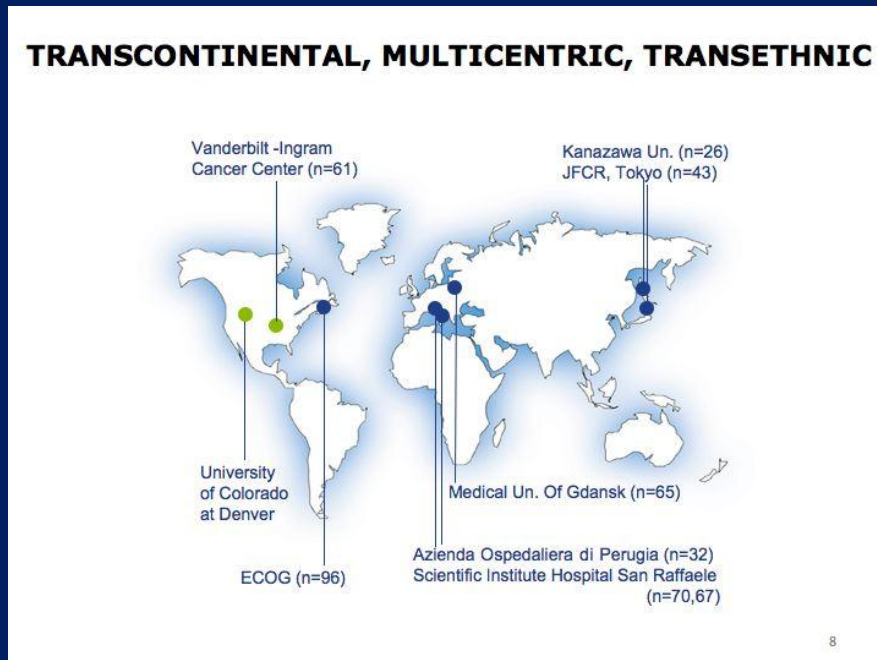 TRANSCONTINENTAL, MULTICENTRIC, TRANSETHNIC
Vanderbilt -Ingram
Cancer Center (n=61)
Kanazawa Un. (n=26)
JFCR, Tokyo (n=43)
University
of Colorado
at Denver
Medical Un. Of Gdansk (n=65)
ECOG (n=96)
Azienda Ospedaliera di Perugia (n=32)
Scientific Institute Hospital San Raffaele
(n=70,67)
8